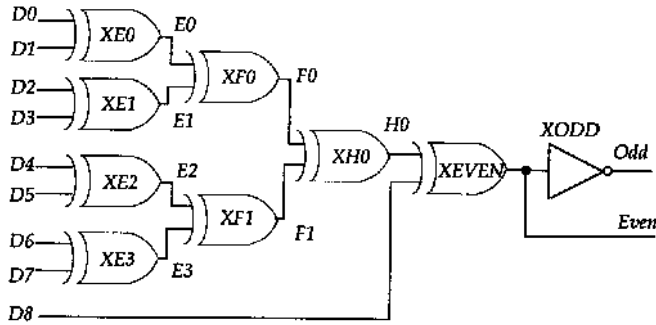 D0
D1
XE0
E0
D2
D3
XE1
E1
XF0
F0
D4
D5
XE2
E2
D6
D7
XE3
E3
XF1
F1
XH0
H0
XEVEN
XODD
Odd
Even
D8